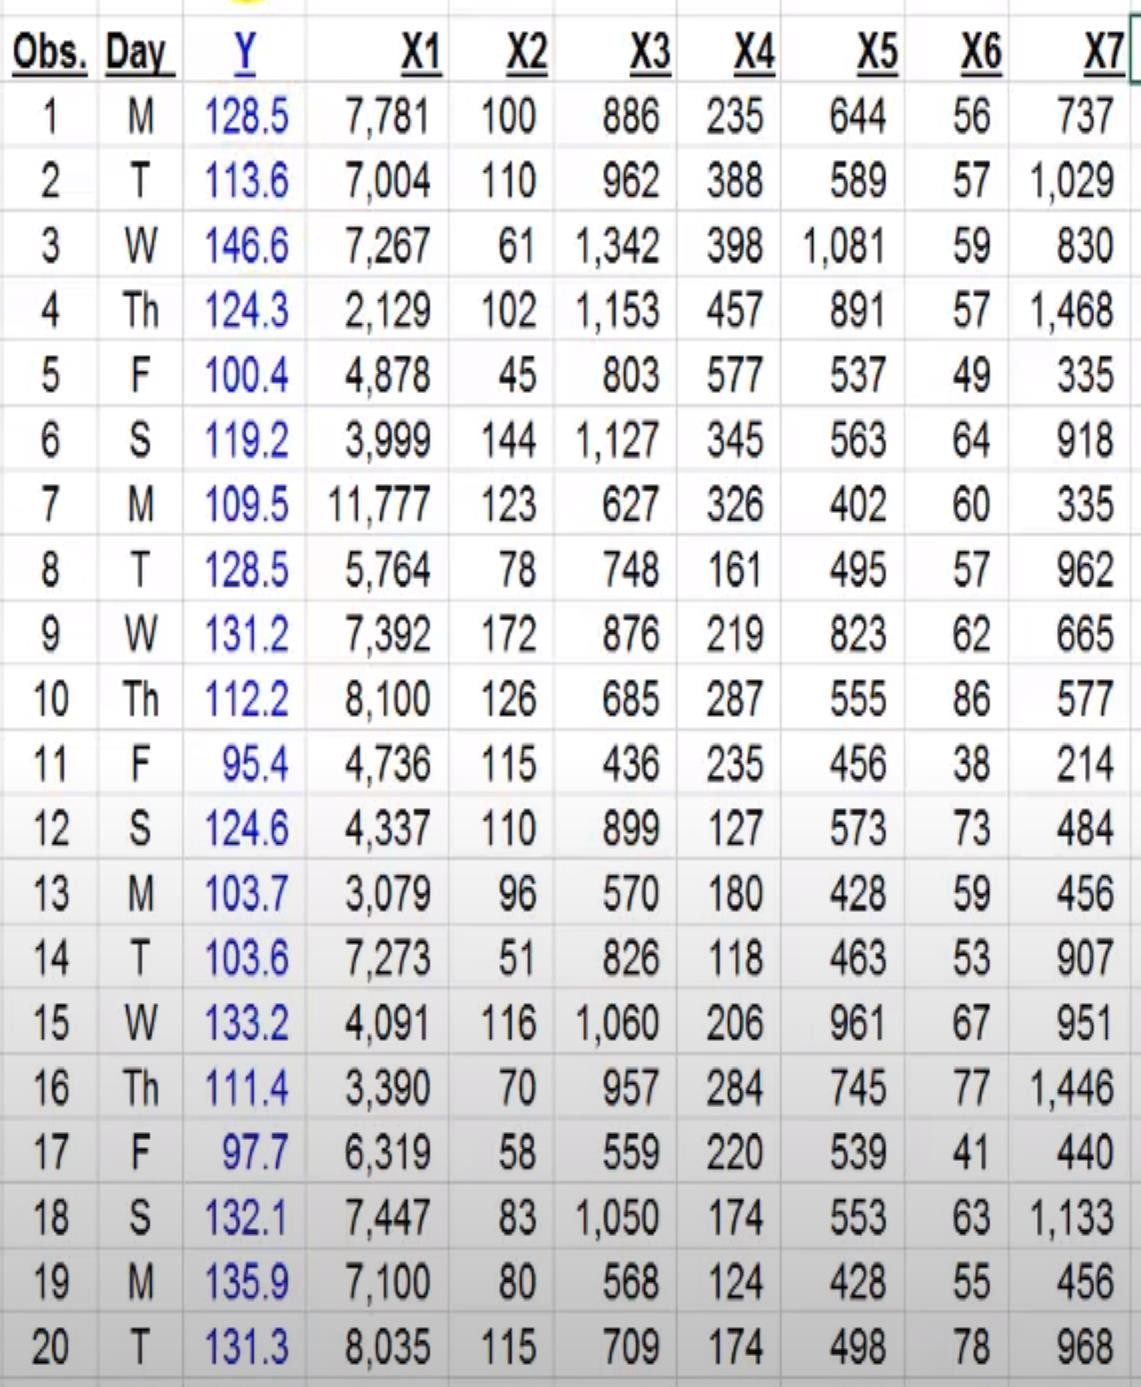 Obs. Day Y X1 X2 X3 X4 X5 X6 X7
1 M 128.5 7,781 100 886 235 644 56 737
2 T 113.6 7,004 110 962 388 589 57 1,029
3 W 146.6 7,267 61 1,342 398 1,081 59 830
4 Th 124.3 2,129 102 1,153 457 891 57 1,468
5 F 100.4 4,878 45 803 577 537 49 335
6 S 119.2 3,999 144 1,127 345 563 64 918
7 M 109.5 11,777 123 627 326 402 60 335
8 T 128.5 5,764 78 748 161 495 57 962
9 W 131.2 7,392 172 876 219 823 62 665
10 Th 112.2 8,100 126 685 287 555 86 577
11 F 95.4 4,736 115 436 235 456 38 214
12 S 124.6 4,337 110 899 127 573 73 484
13 M 103.7 3,079 96 570 180 428 59 456
14 T 103.6 7,273 51 826 118 463 53 907
15 W 133.2 4,091 116 1,060 206 961 67 951
16 Th 111.4 3,390 70 957 284 745 77 1,446
17 F 97.7 6,319 58 559 220 539 41 440
18 S 132.1 7,447 83 1,050 174 553 63 1,133
19 M 135.9 7,100 80 568 124 428 55 456
20 T 131.3 8,035 115 709 174 498 78 968